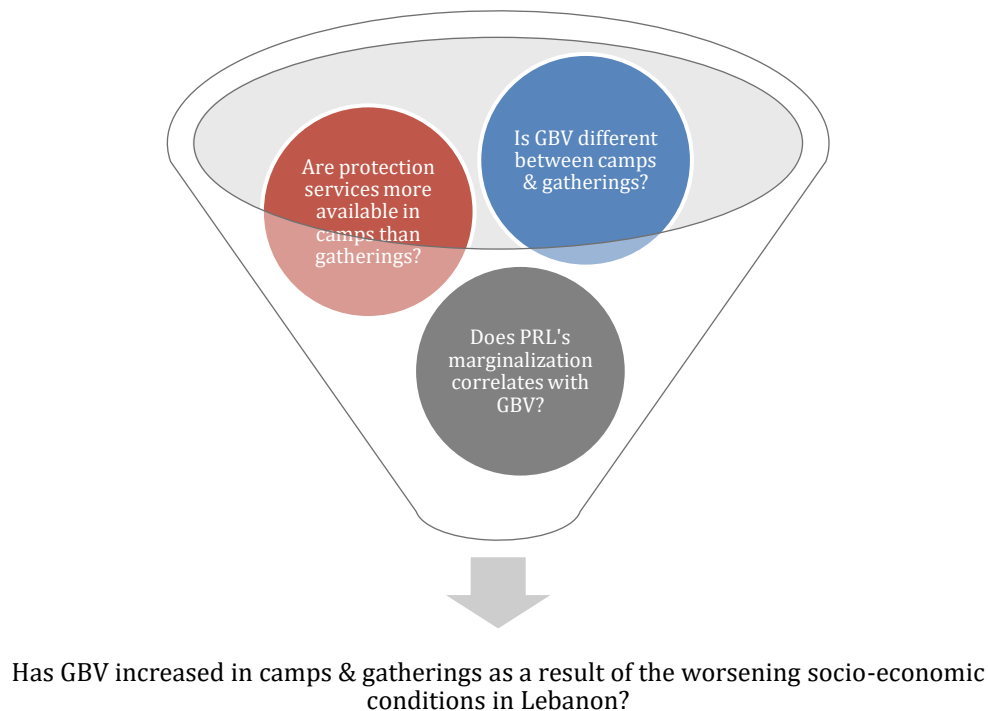 Are protection
services more
available in
camps than
gatherings?
Is GBV different
between camps
& gatherings?
Does PRL's
marginalization
correlates with
GBV?
Has GBV increased in camps & gatherings as a result of the worsening socio-economic
conditions in Lebanon?